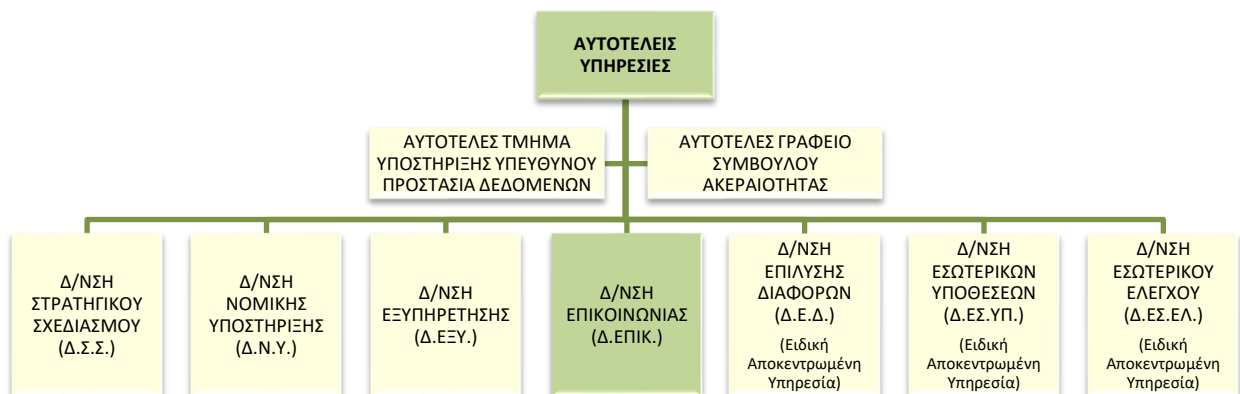 ΑΥΤΟΤΕΛΕΙΣ
ΥΠΗΡΕΣΙΕΣ
ΑΥΤΟΤΕΛΕΣ ΤΜΗΜΑ
ΥΠΟΣΤΗΡΙΞΗΣ ΥΠΕΥΘΥΝΟΥ
ΠΡΟΣΤΑΣΙΑ ΔΕΔΟΜΕΝΩΝ
ΑΥΤΟΤΕΛΕΣ ΓΡΑΦΕΙΟ
ΣΥΜΒΟΥΛΟΥ
ΑΚΕΡΑΙΟΤΗΤΑΣ
Δ/ΝΣΗ
ΣΤΡΑΤΗΓΙΚΟΥ
ΣΧΕΔΙΑΣΜΟΥ
(Δ.Σ.Σ.)
Δ/ΝΣΗ
ΝΟΜΙΚΗΣ
ΥΠΟΣΤΗΡΙΞΗΣ
(Δ.Ν.Υ.)
Δ/ΝΣΗ
ΕΞΥΠΗΡΕΤΗΣΗΣ
(Δ.ΕΞΥ.)
Δ/ΝΣΗ
ΕΠΙΚΟΙΝΩΝΙΑΣ
(Δ.ΕΠΙΚ.)
Δ/ΝΣΗ
ΕΠΙΛΥΣΗΣ
ΔΙΑΦΟΡΩΝ
(Δ.Ε.Δ.)
(Ειδική
Αποκεντρωμένη
Υπηρεσία)
Δ/ΝΣΗ
ΕΣΩΤΕΡΙΚΩΝ
ΥΠΟΘΕΣΕΩΝ
(Δ.ΕΣ.ΥΠ.)
(Ειδική
Αποκεντρωμένη
Υπηρεσία)
Δ/ΝΣΗ
ΕΣΩΤΕΡΙΚΟΥ
ΕΛΕΓΧΟΥ
(Δ.ΕΣ.ΕΛ.)
(Ειδική
Αποκεντρωμένη
Υπηρεσία)